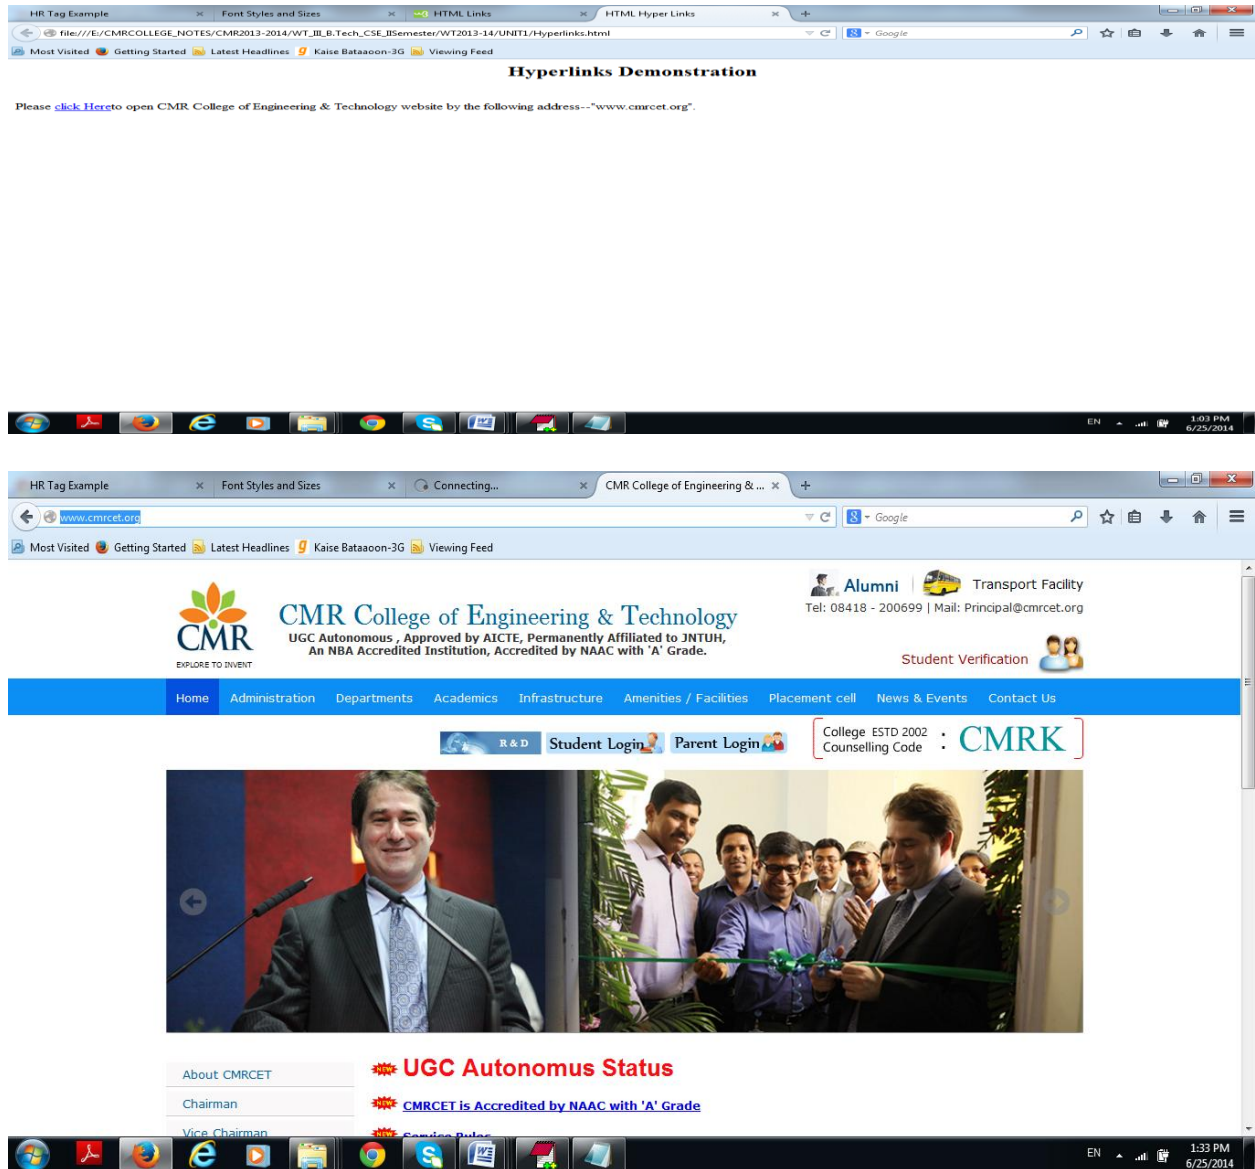 HR Tag Example Font Styles and Sizes HTML Links HTML Hyper Links
file:///E:/CMRCOLLEGE_NOTES/CMR2013-2014/WT_III_B.Tech_CSE_IISemester/WT2013-14/UNIT1/Hyperlinks.html Google
Most Visited Getting Started Latest Headlines Kaise Bataaoon-3G Viewing Feed
Hyperlinks Demonstration
Please click Hereto open CMR College of Engineering & Technology website by the following address--"www.cmrcet.org".
EN 1:03 PM
6/25/2014
HR Tag Example Font Styles and Sizes Connecting... CMR College of Engineering & ...
www.cmrcet.org Google
Most Visited Getting Started Latest Headlines Kaise Bataaoon-3G Viewing Feed
Alumni Transport Facility
Tel: 08418 - 200699 | Mail: Principal@cmrcet.org
CMR
EXPLORE TO INVENT
CMR College of Engineering & Technology
UGC Autonomous , Approved by AICTE, Permanently Affiliated to JNTUH,
An NBA Accredited Institution, Accredited by NAAC with 'A' Grade.
Student Verification
Home Administration Departments Academics Infrastructure Amenities / Facilities Placement cell News & Events Contact Us
R & D Student Login Parent Login
College ESTD 2002 :
Counselling Code
CMRK
About CMRCET
Chairman
Vice Chairman
NEW UGC Autonomus Status
NEW CMRCET is Accredited by NAAC with 'A' Grade
NEW Service Rules
EN 1:33 PM
6/25/2014